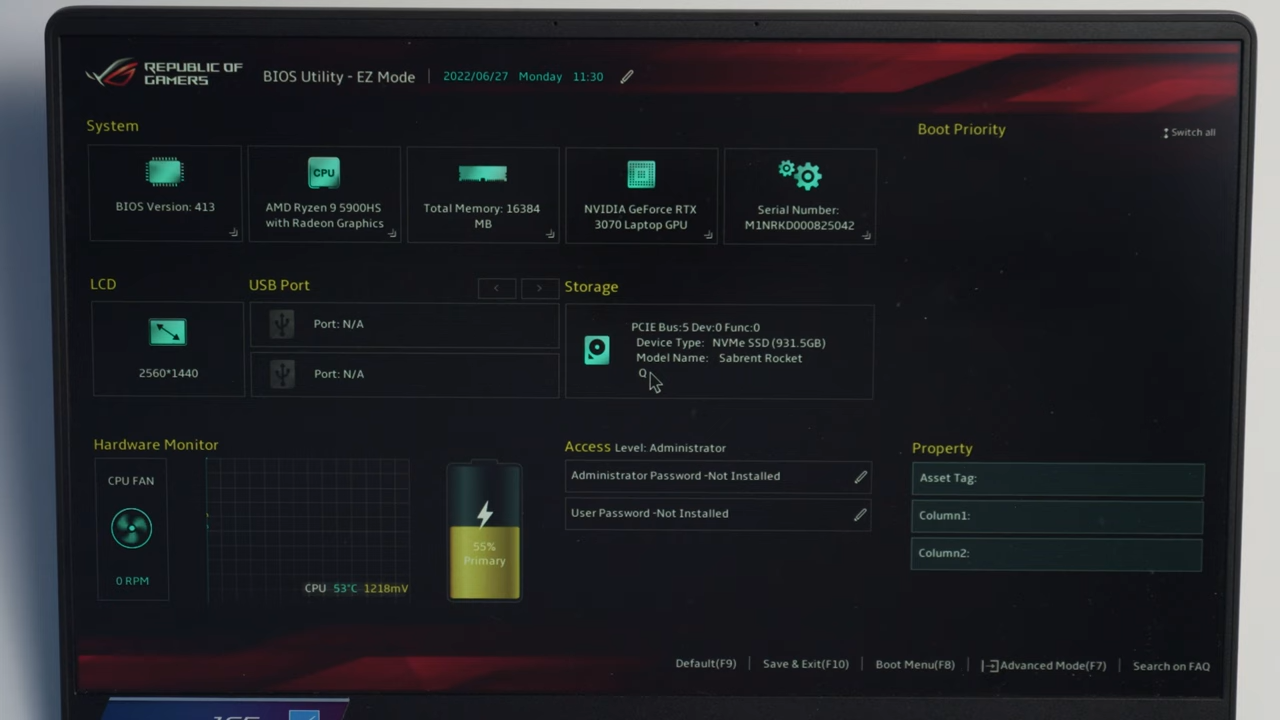 REPUBLIC OF
GAMERS
BIOS Utility - EZ Mode
2022/06/27 Monday 11:30
System
BIOS Version: 413
CPU
AMD Ryzen 9 5900HS
with Radeon Graphics
Total Memory: 16384
MB
NVIDIA GeForce RTX
3070 Laptop GPU
Serial Number:
M1NRKD000825042
Boot Priority
Switch all
LCD
2560*1440
USB Port
< >
Port: N/A
Port: N/A
Storage
PCIE Bus:5 Dev:0 Func:0
Device Type: NVMe SSD (931.5GB)
Model Name: Sabrent Rocket
Q
Hardware Monitor
CPU FAN
0 RPM
CPU 53°C 1218mV
55%
Primary
Access Level: Administrator
Administrator Password -Not Installed
User Password -Not Installed
Property
Asset Tag:
Column1:
Column2:
Default(F9)
Save & Exit(F10)
Boot Menu(F8)
Advanced Mode(F7)
Search on FAQ